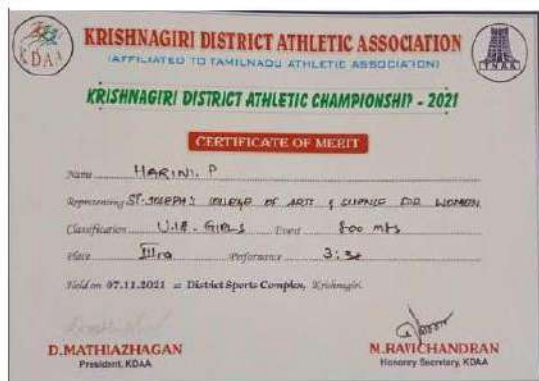 KDAA
KRISHNAGIRI DISTRICT ATHLETIC ASSOCIATION
(AFFILIATED TO TAMILNADU ATHLETIC ASSOCIATION)
TNAA
KRISHNAGIRI DISTRICT ATHLETIC CHAMPIONSHIP - 2021
CERTIFICATE OF MERIT
Name HARINI. P
Representing ST. JOSEPH'S COLLEGE OF ARTS & SCIENCE FOR WOMEN
Classification U.18 - GIRLS Event 800 mts
Place IIIrd Performance
Held on 07.11.2021 at District Sports Complex, Krishnagiri.
D.MATHIAZHAGAN
President, KDAA
N.RAVICHANDRAN
Honorary Secretary, KDAA